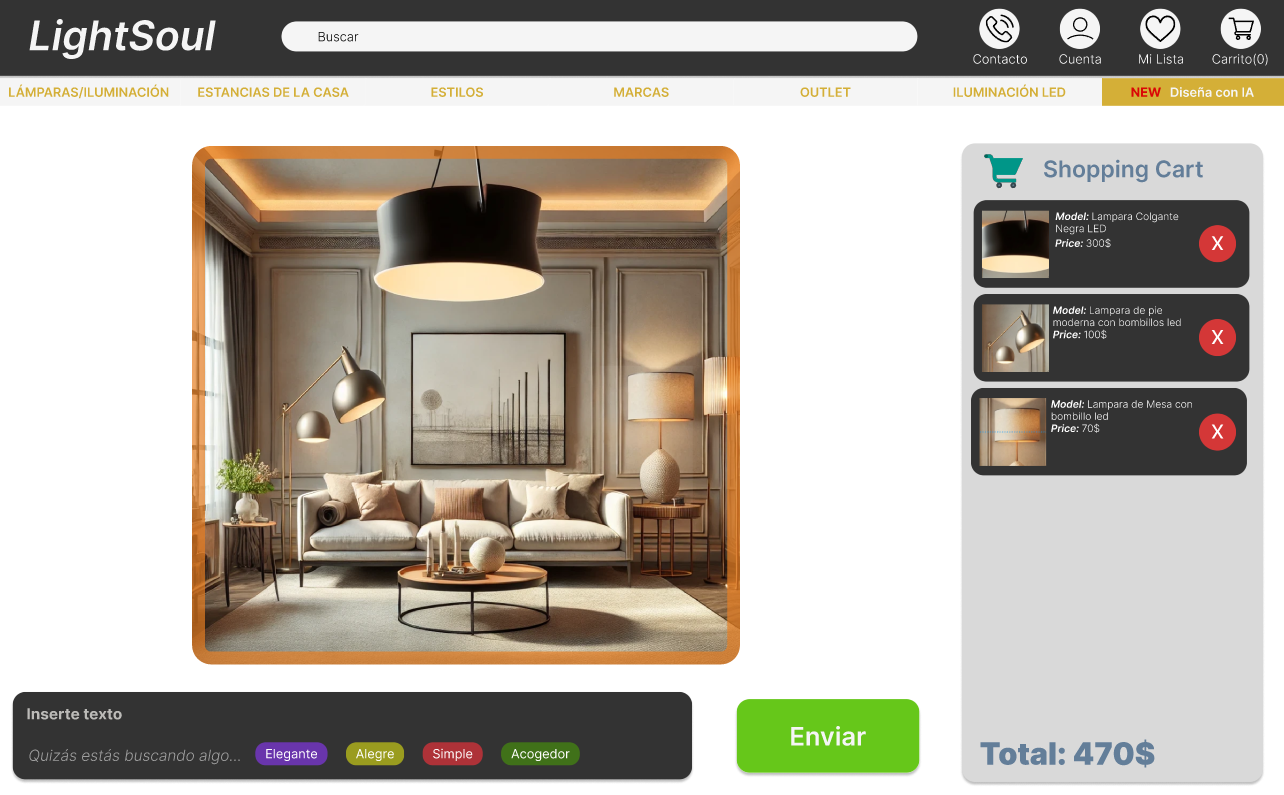 LightSoul
Buscar
Contacto
Cuenta
Mi Lista
Carrito(0)
LÁMPARAS/ILUMINACIÓN
ESTANCIAS DE LA CASA
ESTILOS
MARCAS
OUTLET
ILUMINACIÓN LED
NEW Diseña con IA
Shopping Cart
Model: Lampara Colgante
Negra LED
Price: 300$
X
Model: Lampara de pie
moderna con bombillos led
Price: 100$
X
Model: Lampara de Mesa con
bombillo led
Price: 70$
X
Total: 470$
Inserte texto
Quizás estás buscando algo...
Elegante
Alegre
Simple
Acogedor
Enviar